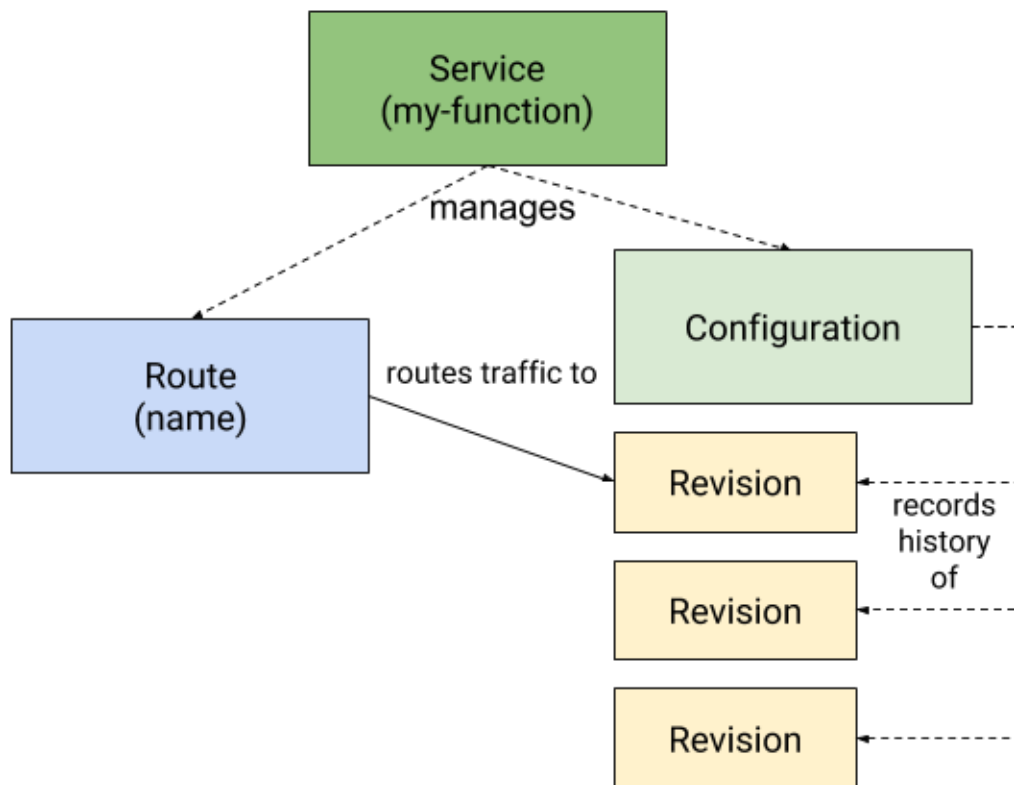 Service
(my-function)
manages
Configuration
Route
(name)
routes traffic to
Revision
records
history
of
Revision
Revision